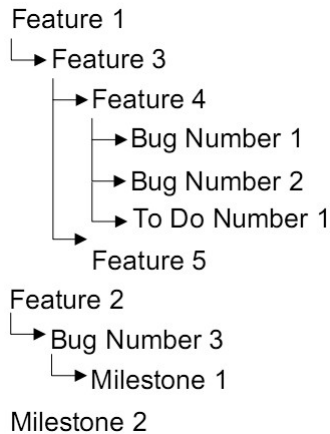 Feature 1
Feature 3
Feature 4
Bug Number 1
Bug Number 2
To Do Number 1
Feature 5
Feature 2
Bug Number 3
Milestone 1
Milestone 2